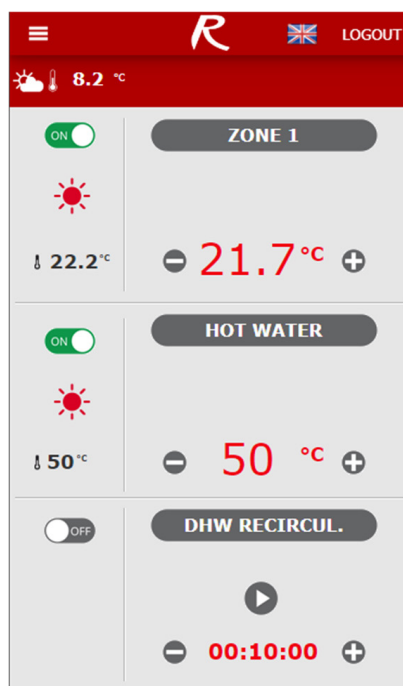 R LOGOUT
8.2 °C
ON ZONE 1
22.2°C 21.7°C
ON HOT WATER
50°C 50 °C
OFF DHW RECIRCUL.
00:10:00